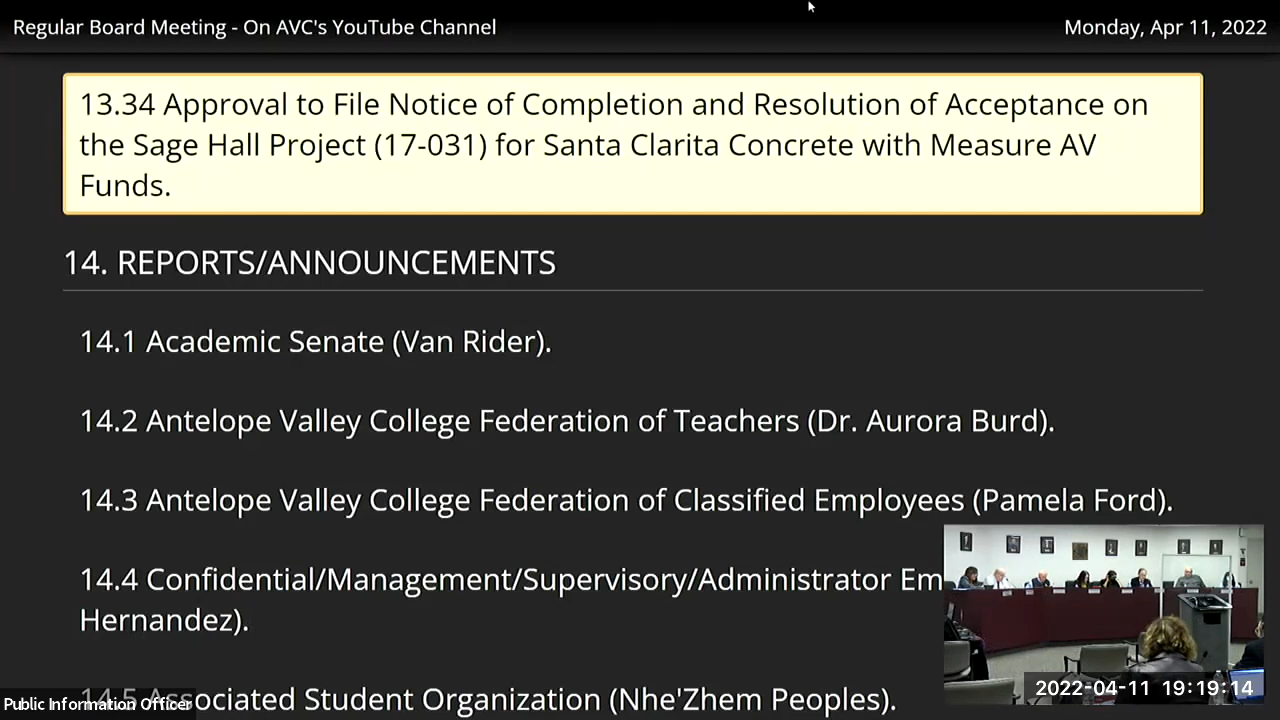 Regular Board Meeting - On AVC's YouTube Channel
Monday, Apr 11, 2022
13.34 Approval to File Notice of Completion and Resolution of Acceptance on
the Sage Hall Project (17-031) for Santa Clarita Concrete with Measure AV
Funds.
14. REPORTS/ANNOUNCEMENTS
14.1 Academic Senate (Van Rider).
14.2 Antelope Valley College Federation of Teachers (Dr. Aurora Burd).
14.3 Antelope Valley College Federation of Classified Employees (Pamela Ford).
14.4 Confidential/Management/Supervisory/Administrator Em
Hernandez).
14.5 Associated Student Organization (Nhe'Zhem Peoples).
Public Information Officer
2022-04-11 19:19:14